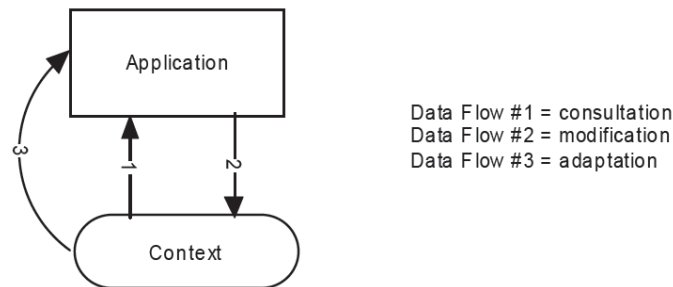 Application
Data Flow #1 = consultation
Data Flow #2 = modification
Data Flow #3 = adaptation
3
1
2
Context